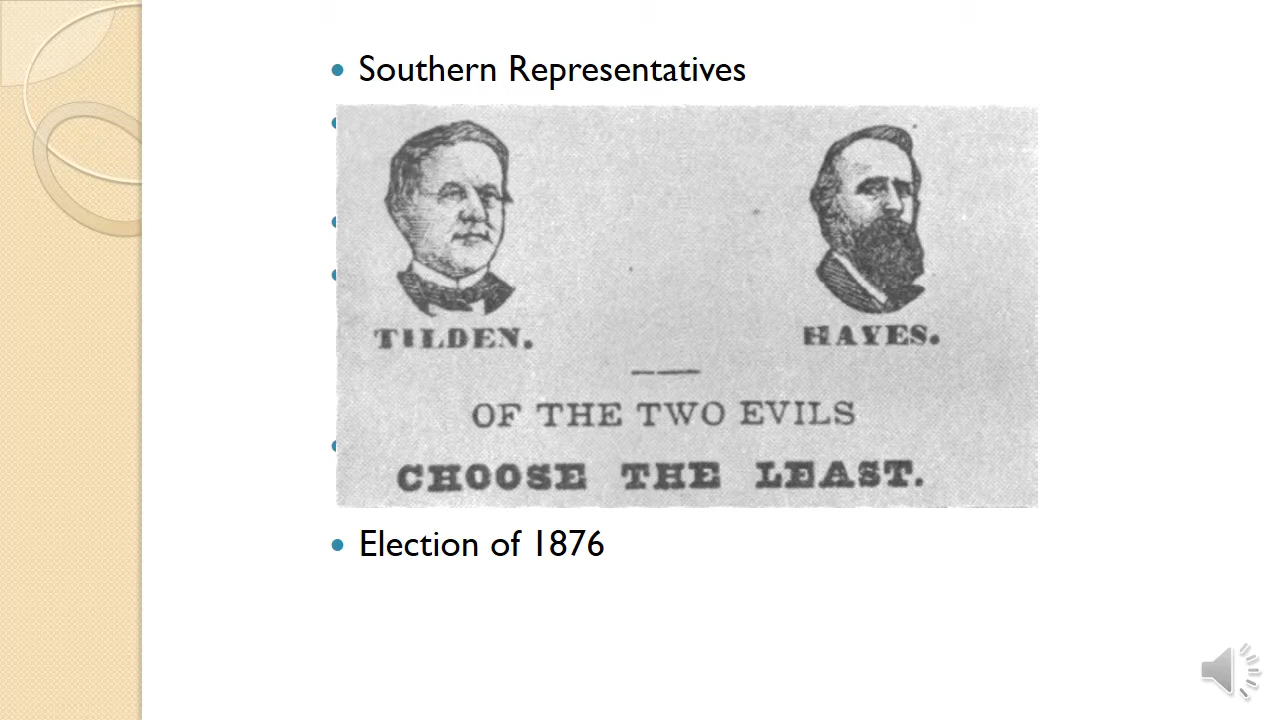 Southern Representatives
TILDEN.
HAYES.
OF THE TWO EVILS
CHOOSE THE LEAST.
Election of 1876